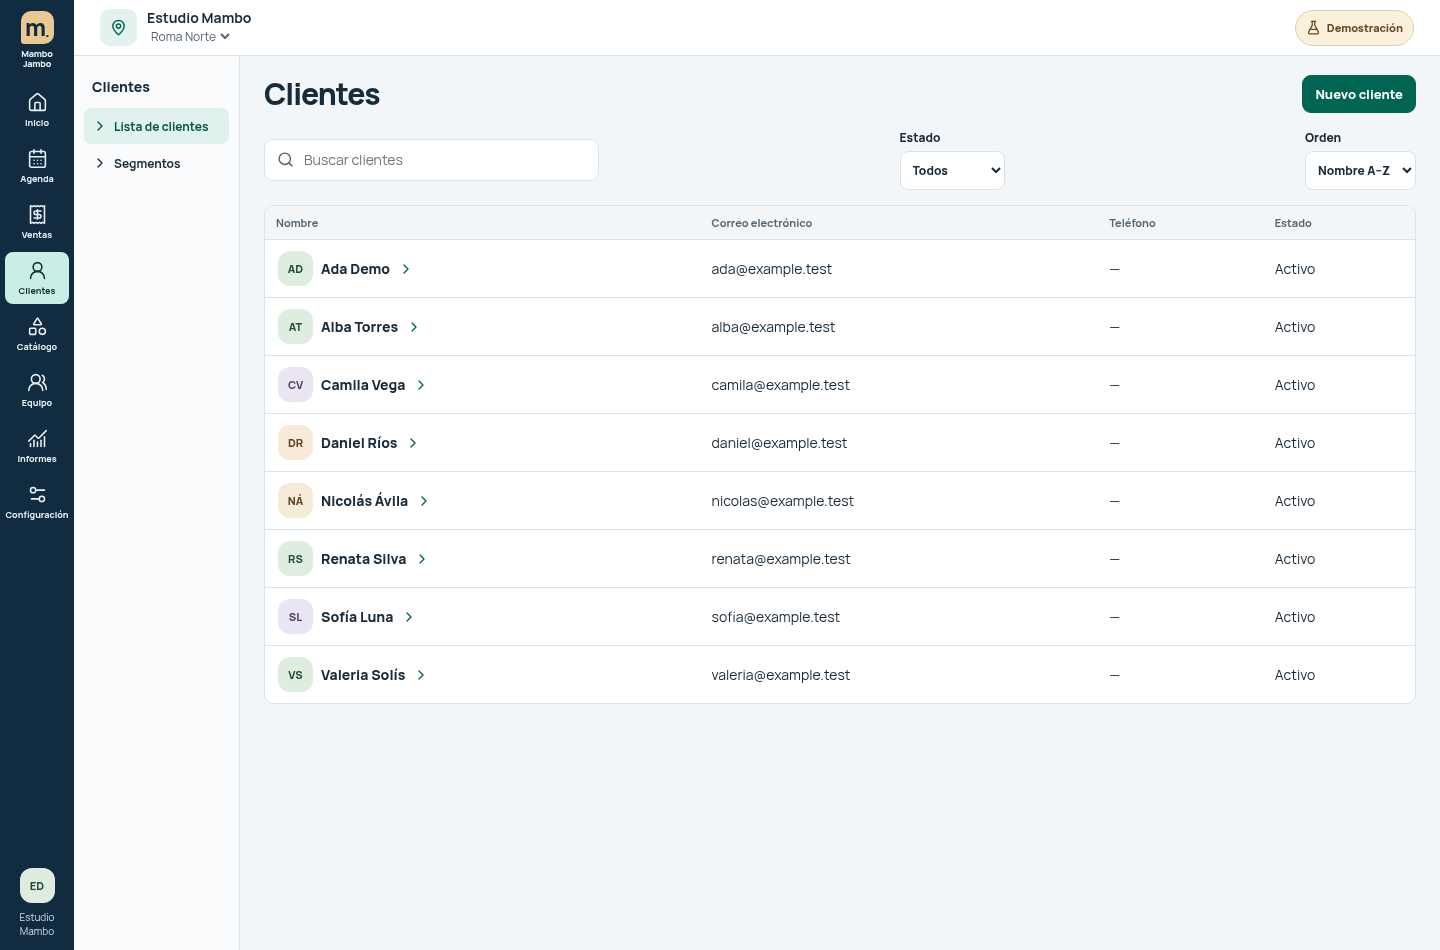 m.
Mambo
Jambo
Inicio
Agenda
Ventas
Clientes
Catálogo
Equipo
Informes
Configuración
ED
Estudio
Mambo
Estudio Mambo
Roma Norte
Demostración
Clientes
Lista de clientes
Segmentos
Clientes
Nuevo cliente
Buscar clientes
Estado
Todos
Orden
Nombre A–Z
Nombre Correo electrónico Teléfono Estado
AD Ada Demo ada@example.test — Activo
AT Alba Torres alba@example.test — Activo
CV Camila Vega camila@example.test — Activo
DR Daniel Ríos daniel@example.test — Activo
NÁ Nicolás Ávila nicolas@example.test — Activo
RS Renata Silva renata@example.test — Activo
SL Sofía Luna sofia@example.test — Activo
VS Valeria Solís valeria@example.test — Activo